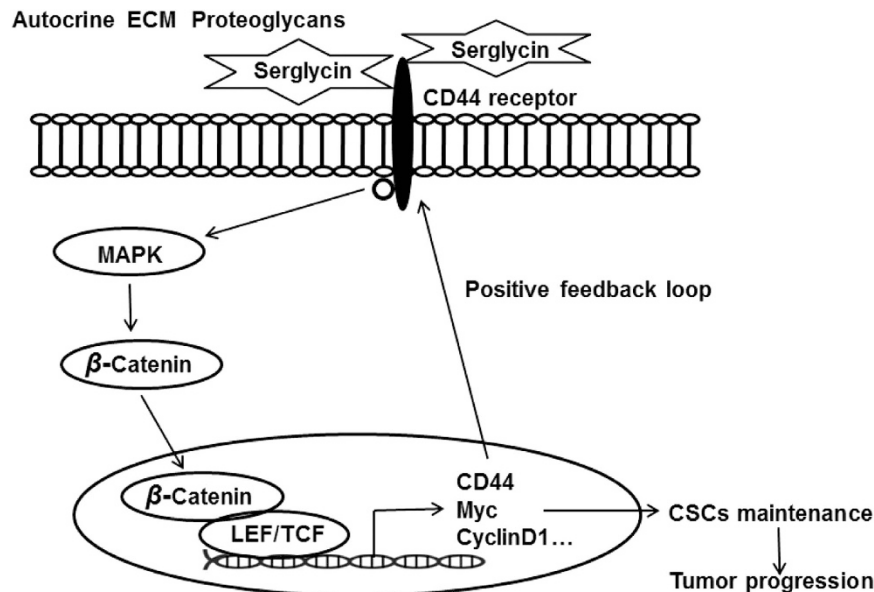 Autocrine ECM Proteoglycans
Serglycin
Serglycin
CD44 receptor
MAPK
Positive feedback loop
β-Catenin
β-Catenin
LEF/TCF
CD44
Myc
CyclinD1...
CSCs maintenance
Tumor progression